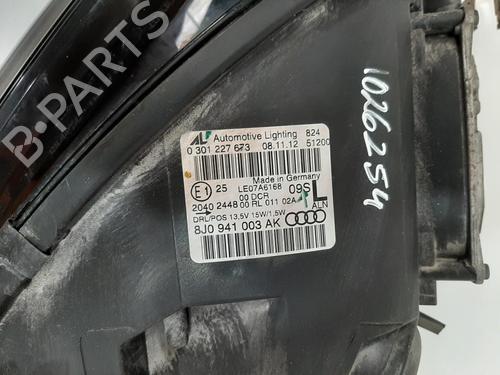 B-PARTS
AL Automotive Lighting 824
0 301 227 673 08.11.12 51200
Made in Germany
E1 25 LE07A6168 09S L
00 DCR
2040 2448 00 RL 011 02A ALN
DRL/POS 13,5V 15W/1,5W
8J0 941 003 AK
10262S4